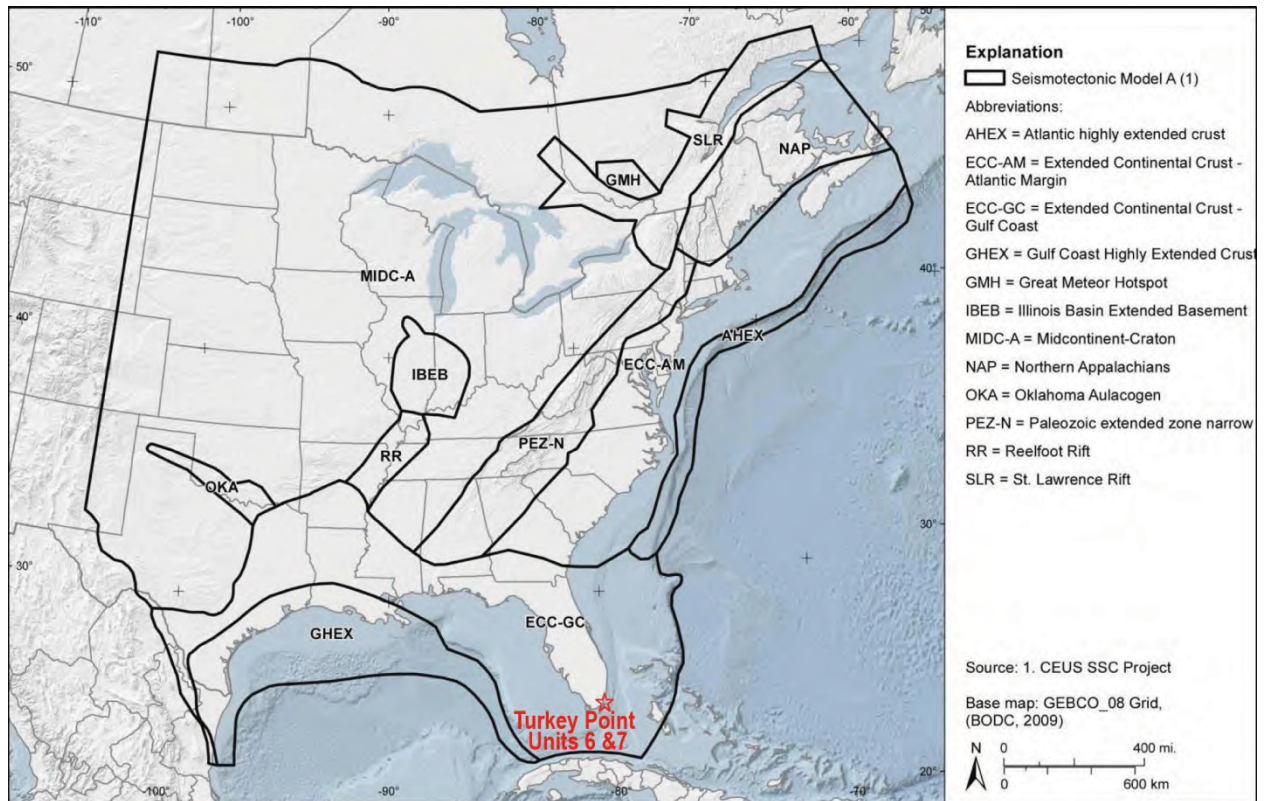 -110°
-100°
-90°
-80°
-70°
-60°
50°
50°
SLR
NAP
GMH
40°
MIDC-A
40°
AHEX
ECC-AM
IBEB
PEZ-N
RR
OKA
30°
30°
ECC-GC
GHEX
Turkey Point
Units 6 &7
20°
-100°
-90°
-80
-70°
Explanation
Seismotectonic Model A (1)
Abbreviations:
AHEX = Atlantic highly extended crust
ECC-AM = Extended Continental Crust -
Atlantic Margin
ECC-GC = Extended Continental Crust -
Gulf Coast
GHEX = Gulf Coast Highly Extended Crust
GMH = Great Meteor Hotspot
IBEB = Illinois Basin Extended Basement
MIDC-A = Midcontinent-Craton
NAP = Northern Appalachians
OKA = Oklahoma Aulacogen
PEZ-N = Paleozoic extended zone narrow
RR = Reelfoot Rift
SLR = St. Lawrence Rift
Source: 1. CEUS SSC Project
Base map: GEBCO_08 Grid,
(BODC, 2009)
N
0 400 mi.
0 600 km